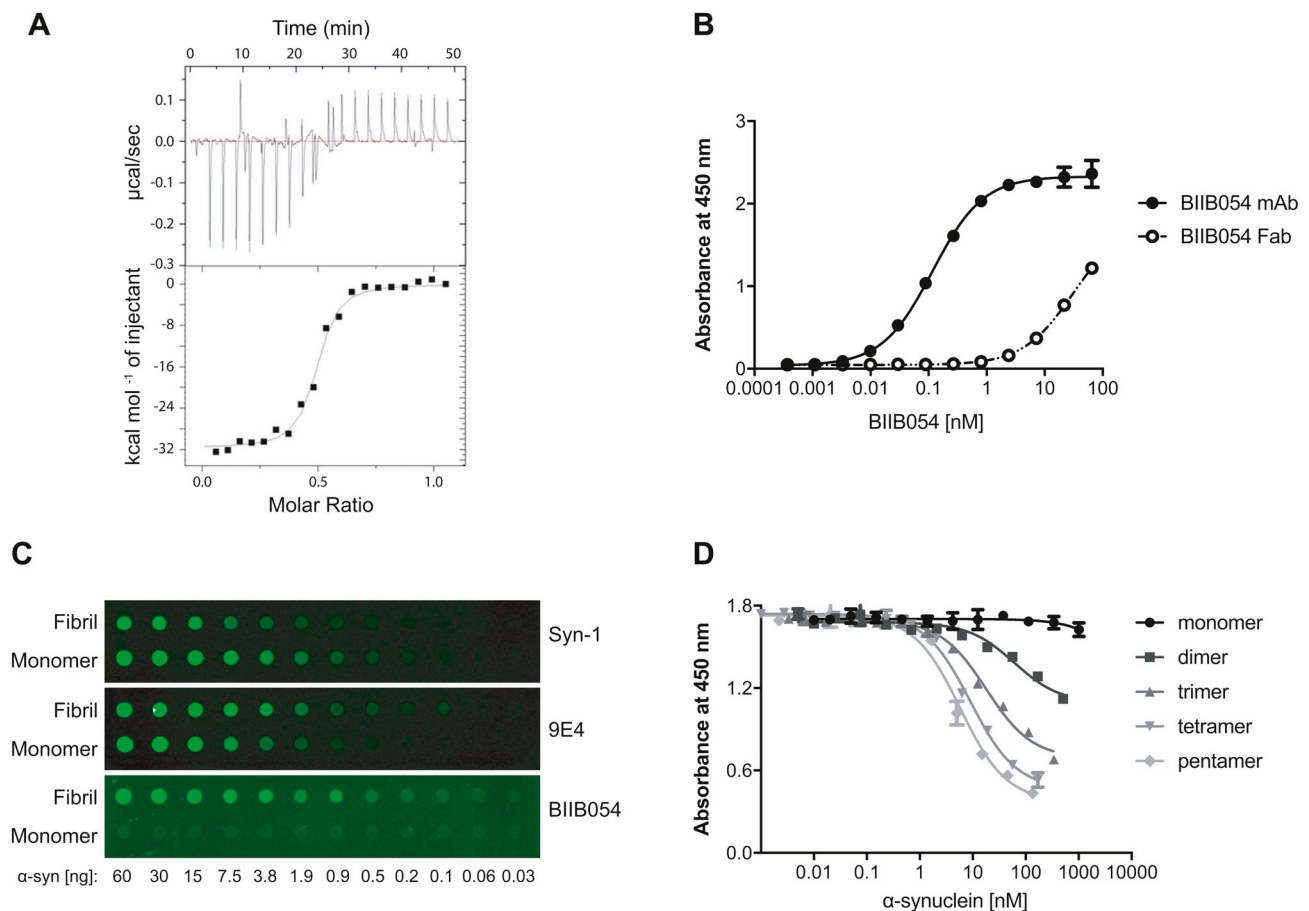 A
Time (min)
0 10 20 30 40 50
0.1
0.0
-0.1
-0.2
-0.3
µcal/sec
0
-8
-16
-24
-32
kcal mol -1 of injectant
0.0 0.5 1.0
Molar Ratio
B
3
2
1
0
Absorbance at 450 nm
0.0001 0.001 0.01 0.1 1 10 100
BIIB054 [nM]
BIIB054 mAb
BIIB054 Fab
C
Fibril
Monomer
Syn-1
Fibril
Monomer
9E4
Fibril
Monomer
BIIB054
α-syn [ng]: 60 30 15 7.5 3.8 1.9 0.9 0.5 0.2 0.1 0.06 0.03
D
1.8
1.2
0.6
0.0
Absorbance at 450 nm
0.01 0.1 1 10 100 1000 10000
α-synuclein [nM]
monomer
dimer
trimer
tetramer
pentamer